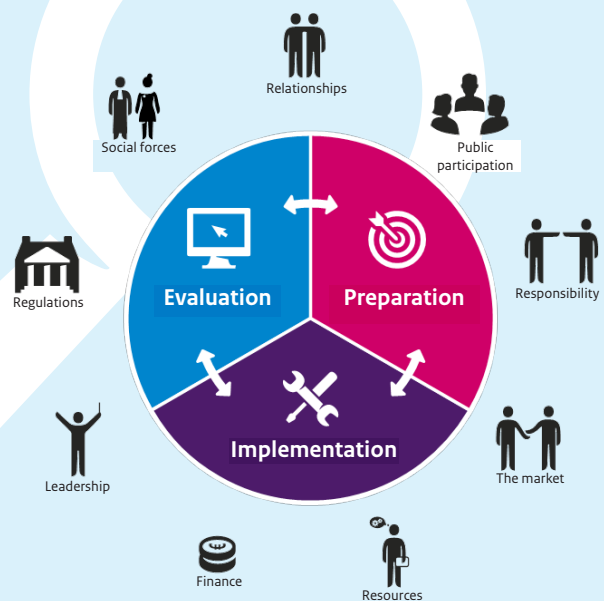 Relationships
Social forces
Public
participation
Regulations
Evaluation
Preparation
Responsibility
Implementation
Leadership
The market
Finance
Resources